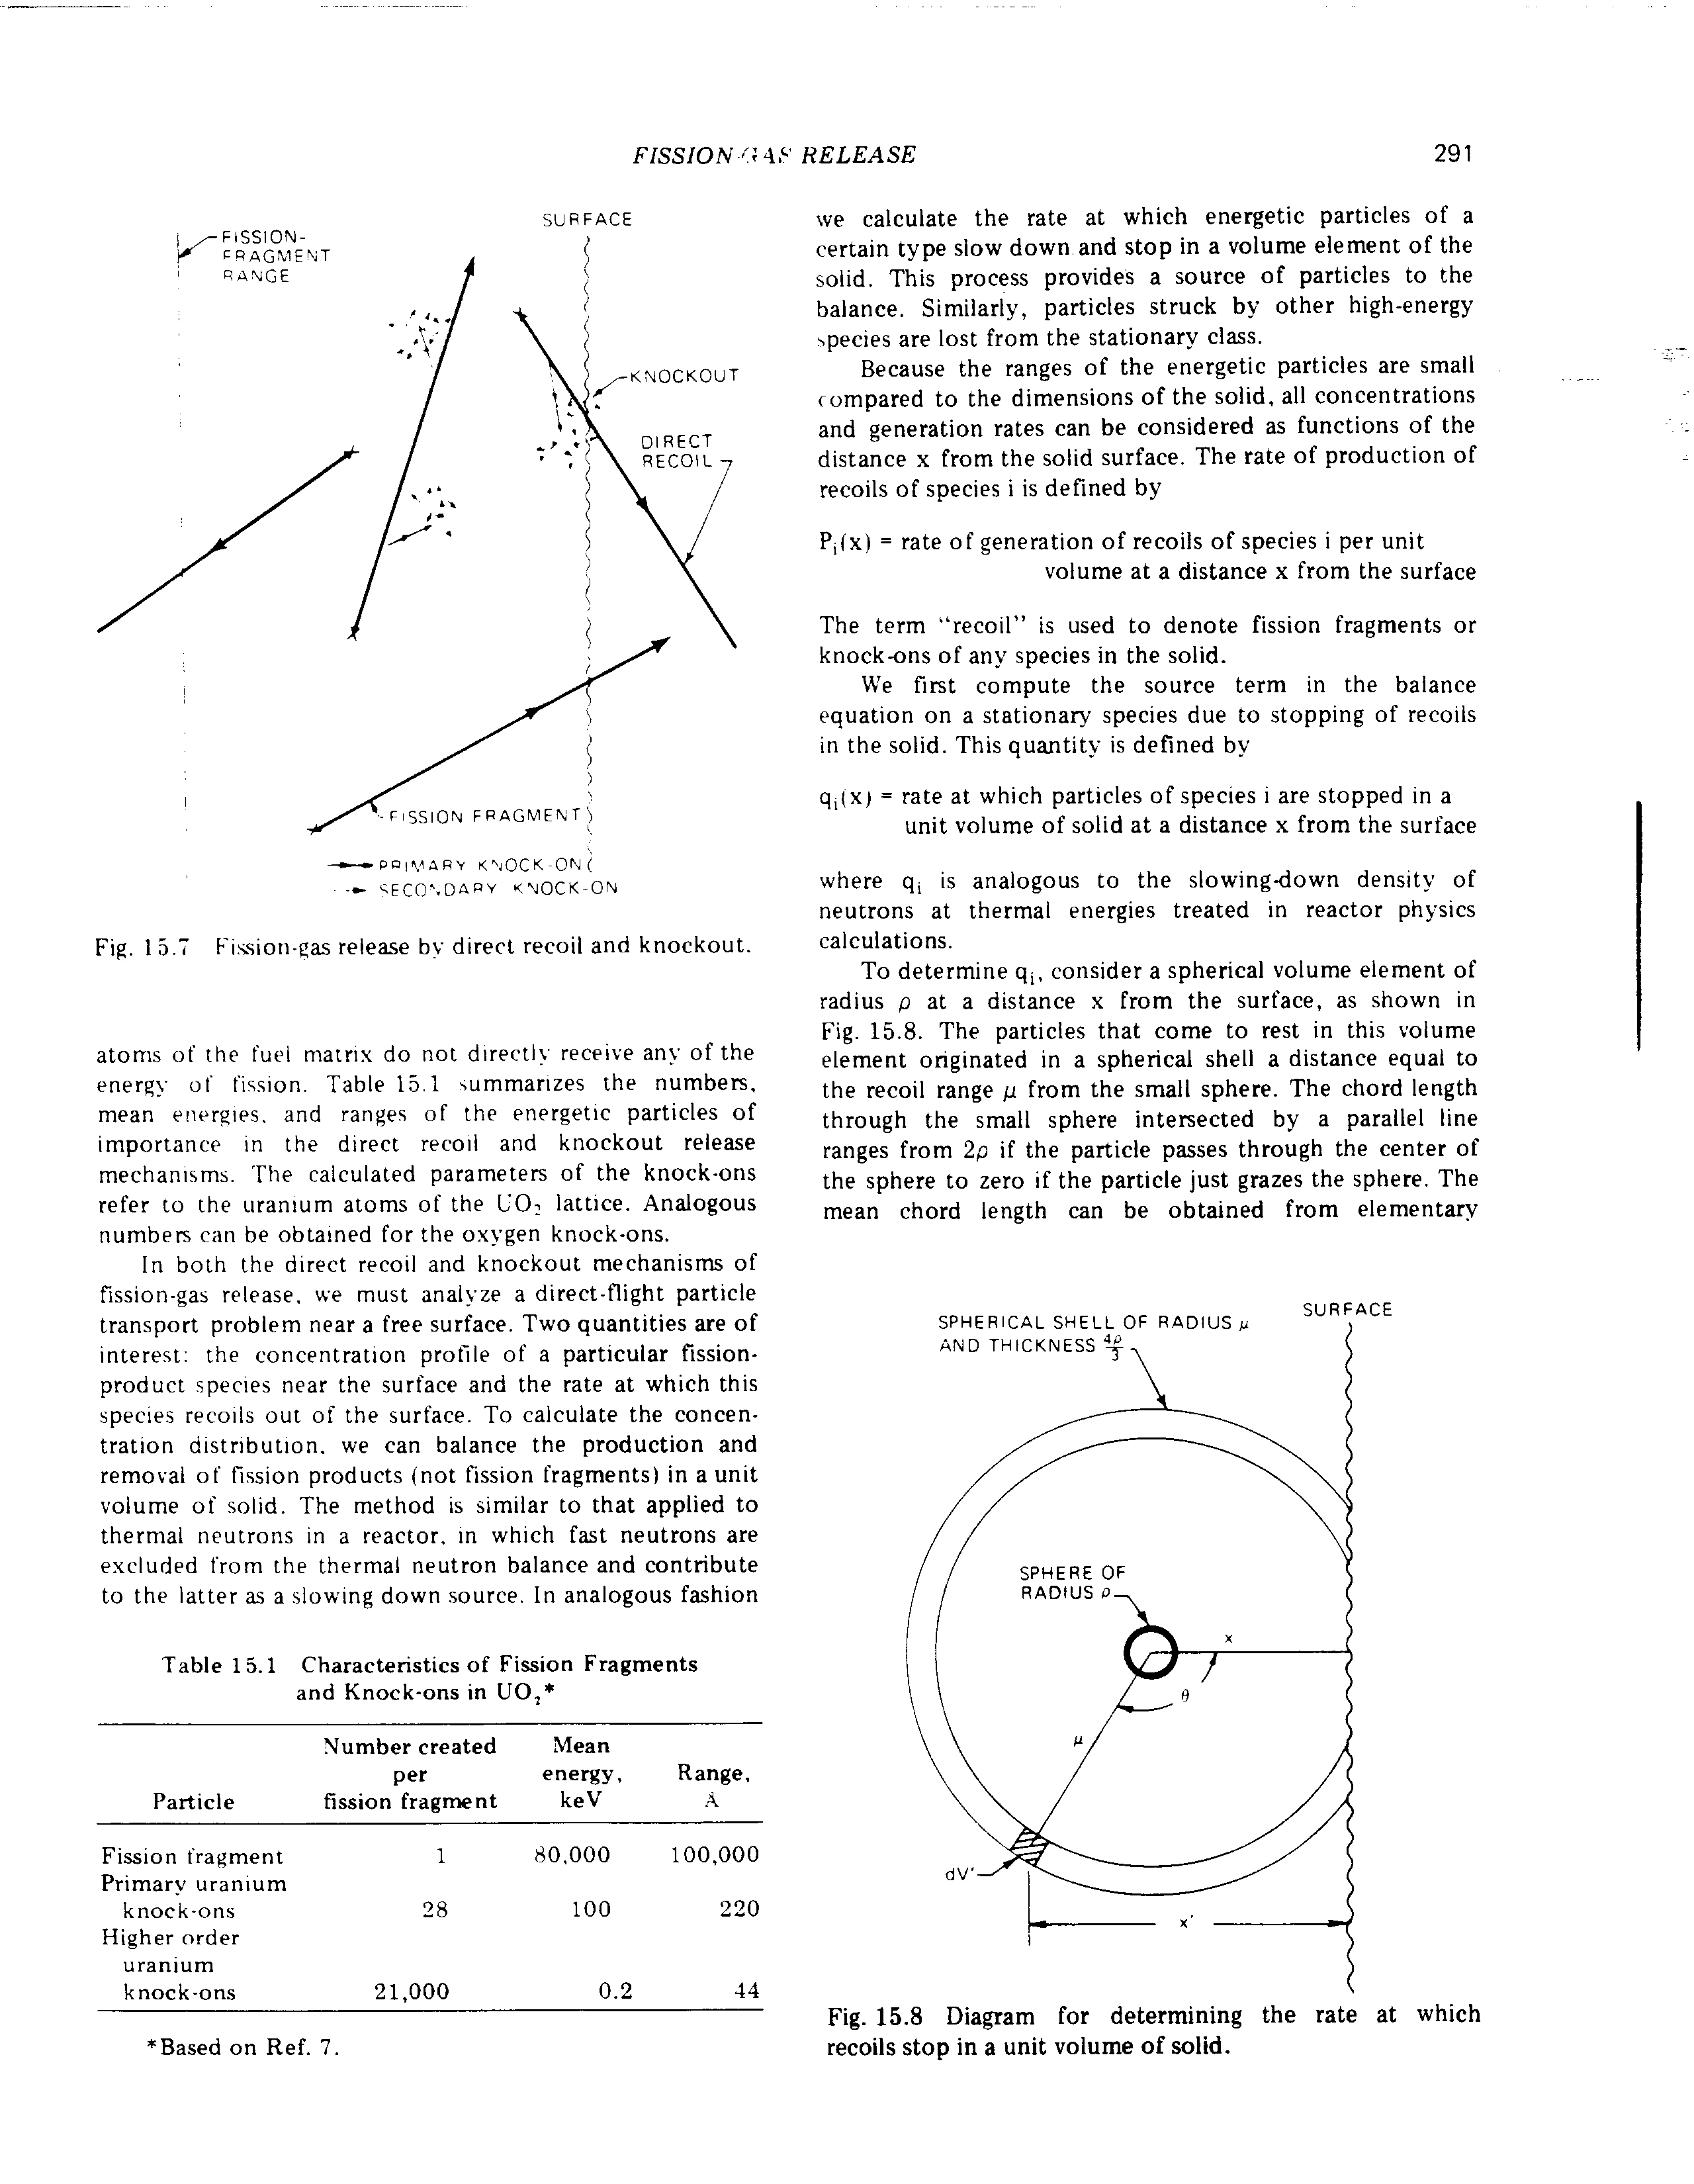 FISSION-GAS RELEASE
291
SURFACE
FISSION-
FRAGMENT
RANGE
KNOCKOUT
DIRECT
RECOIL
FISSION FRAGMENT
PRIMARY KNOCK-ON
SECONDARY KNOCK-ON
Fig. 15.7 Fission-gas release by direct recoil and knockout.
atoms of the fuel matrix do not directly receive any of the
energy of fission. Table 15.1 summarizes the numbers,
mean energies, and ranges of the energetic particles of
importance in the direct recoil and knockout release
mechanisms. The calculated parameters of the knock-ons
refer to the uranium atoms of the UO₂ lattice. Analogous
numbers can be obtained for the oxygen knock-ons.
In both the direct recoil and knockout mechanisms of
fission-gas release, we must analyze a direct-flight particle
transport problem near a free surface. Two quantities are of
interest: the concentration profile of a particular fission-
product species near the surface and the rate at which this
species recoils out of the surface. To calculate the concen-
tration distribution, we can balance the production and
removal of fission products (not fission fragments) in a unit
volume of solid. The method is similar to that applied to
thermal neutrons in a reactor, in which fast neutrons are
excluded from the thermal neutron balance and contribute
to the latter as a slowing down source. In analogous fashion
Table 15.1 Characteristics of Fission Fragments
and Knock-ons in UO₂*
Number created Mean
per energy, Range,
Particle fission fragment keV Å
Fission fragment 1 80,000 100,000
Primary uranium
knock-ons 28 100 220
Higher order
uranium
knock-ons 21,000 0.2 44
*Based on Ref. 7.
we calculate the rate at which energetic particles of a
certain type slow down and stop in a volume element of the
solid. This process provides a source of particles to the
balance. Similarly, particles struck by other high-energy
species are lost from the stationary class.
Because the ranges of the energetic particles are small
compared to the dimensions of the solid, all concentrations
and generation rates can be considered as functions of the
distance x from the solid surface. The rate of production of
recoils of species i is defined by
Pᵢ(x) = rate of generation of recoils of species i per unit
volume at a distance x from the surface
The term “recoil” is used to denote fission fragments or
knock-ons of any species in the solid.
We first compute the source term in the balance
equation on a stationary species due to stopping of recoils
in the solid. This quantity is defined by
qᵢ(x) = rate at which particles of species i are stopped in a
unit volume of solid at a distance x from the surface
where qᵢ is analogous to the slowing-down density of
neutrons at thermal energies treated in reactor physics
calculations.
To determine qᵢ, consider a spherical volume element of
radius ρ at a distance x from the surface, as shown in
Fig. 15.8. The particles that come to rest in this volume
element originated in a spherical shell a distance equal to
the recoil range μ from the small sphere. The chord length
through the small sphere intersected by a parallel line
ranges from 2ρ if the particle passes through the center of
the sphere to zero if the particle just grazes the sphere. The
mean chord length can be obtained from elementary
SPHERICAL SHELL OF RADIUS μ
AND THICKNESS 4ρ/3
SURFACE
SPHERE OF
RADIUS ρ
x
θ
μ
dV'
x'
Fig. 15.8 Diagram for determining the rate at which
recoils stop in a unit volume of solid.